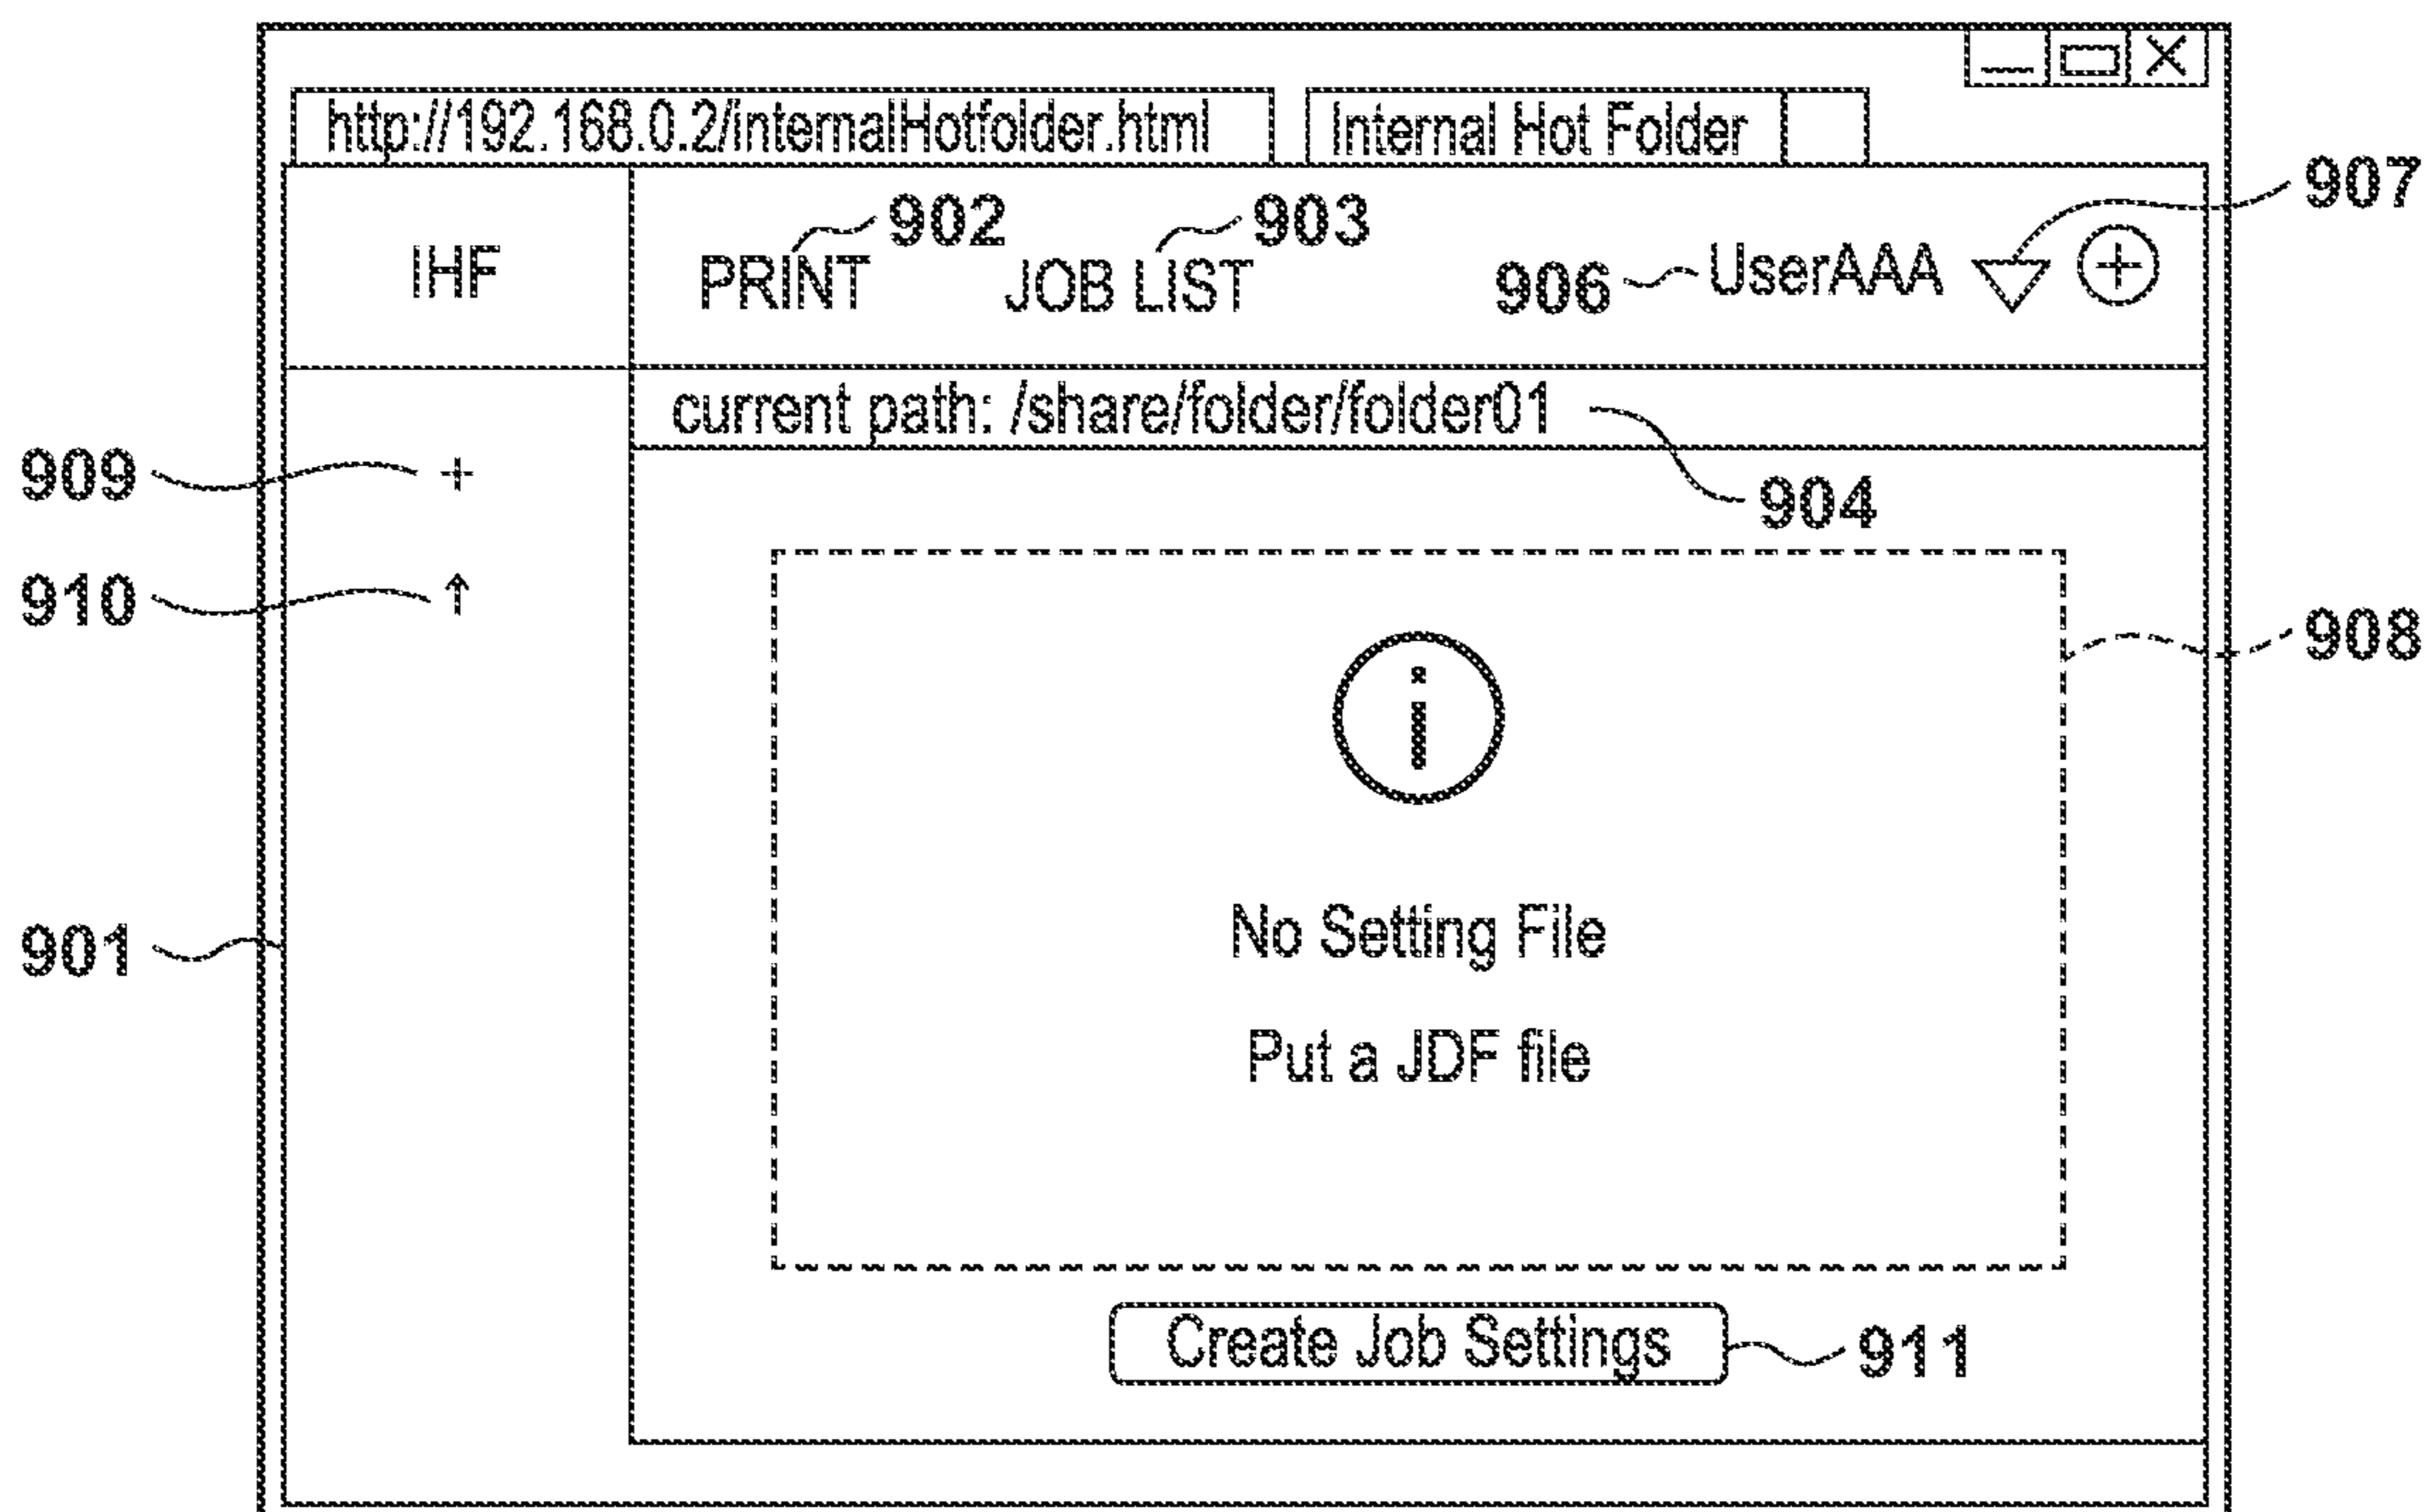 http://192.168.0.2/internalHotfolder.html Internal Hot Folder
907
902 903
IHF PRINT JOB LIST 906 UserAAA
current path: /share/folder/folder01
909 +
904
910 ↑
908
i
901
No Setting File
Put a JDF file
Create Job Settings 911